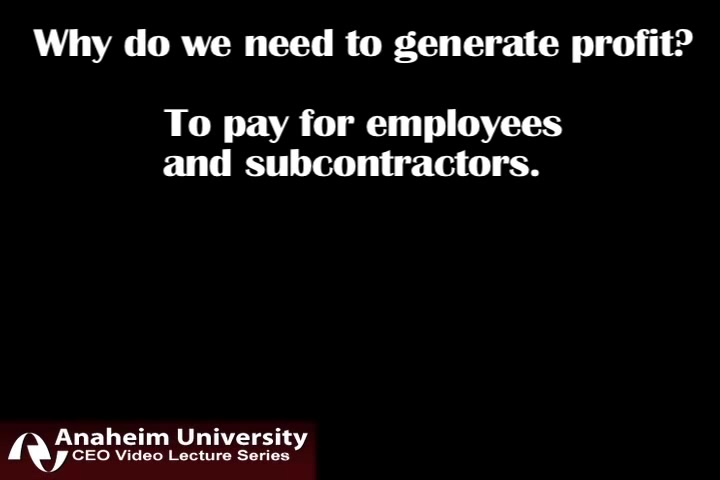 Why do we need to generate profit?
To pay for employees
and subcontractors.
Anaheim University
CEO Video Lecture Series